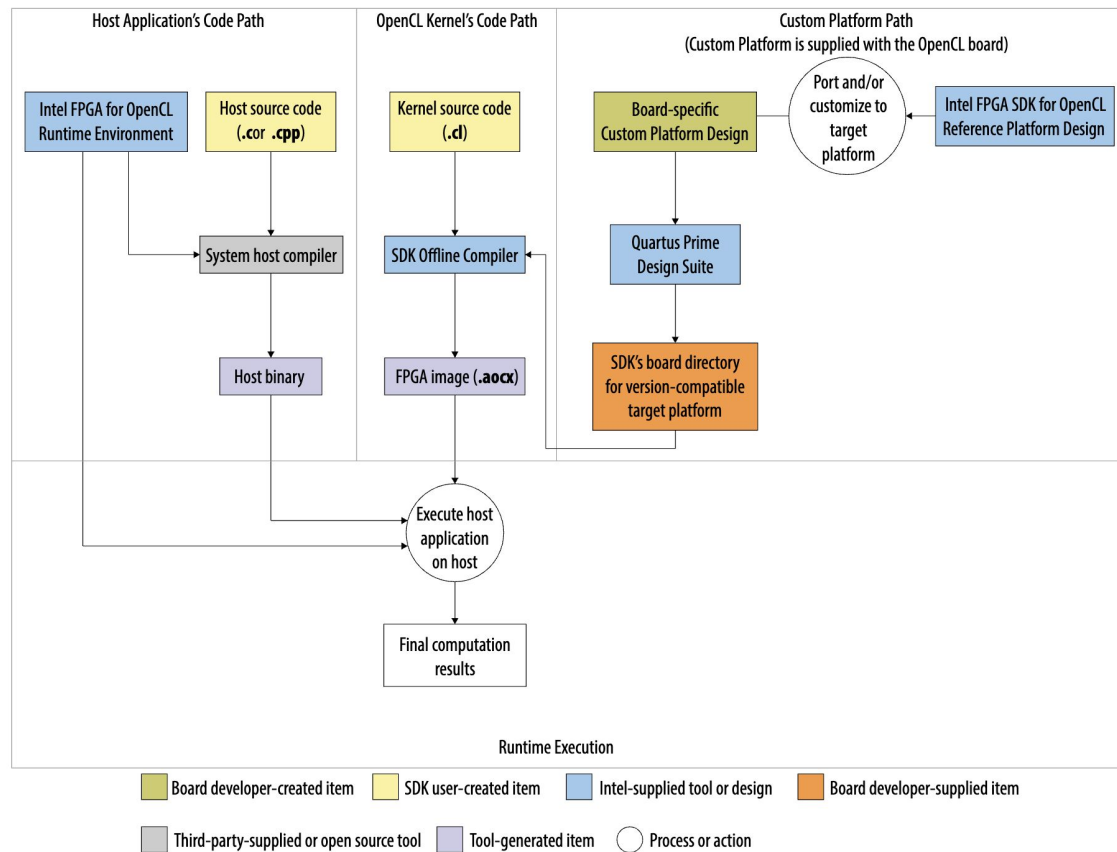 Host Application's Code Path
OpenCL Kernel's Code Path
Custom Platform Path
(Custom Platform is supplied with the OpenCL board)
Intel FPGA for OpenCL
Runtime Environment
Host source code
(.cor .cpp)
Kernel source code
(.cl)
Board-specific
Custom Platform Design
Port and/or
customize to
target
platform
Intel FPGA SDK for OpenCL
Reference Platform Design
System host compiler
SDK Offline Compiler
Quartus Prime
Design Suite
Host binary
FPGA image (.aocx)
SDK's board directory
for version-compatible
target platform
Execute host
application
on host
Final computation
results
Runtime Execution
Board developer-created item
SDK user-created item
Intel-supplied tool or design
Board developer-supplied item
Third-party-supplied or open source tool
Tool-generated item
Process or action